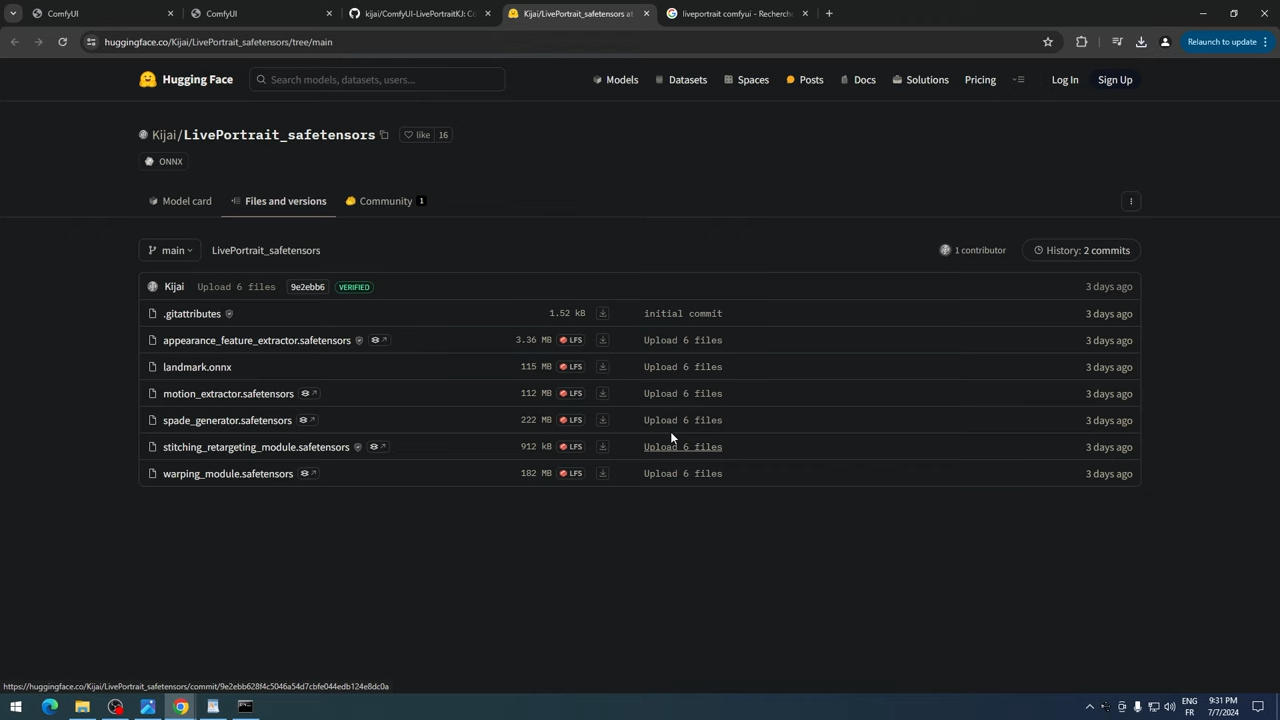 ComfyUI
ComfyUI
kijai/ComfyUI-LivePortraitKJ: Co
Kijai/LivePortrait_safetensors at
liveportrait comfyui - Recherche
huggingface.co/Kijai/LivePortrait_safetensors/tree/main
Relaunch to update
Hugging Face
Search models, datasets, users...
Models
Datasets
Spaces
Posts
Docs
Solutions
Pricing
Log In
Sign Up
Kijai/LivePortrait_safetensors
like 16
ONNX
Model card
Files and versions
Community 1
main
LivePortrait_safetensors
1 contributor
History: 2 commits
Kijai Upload 6 files 9e2ebb6 VERIFIED 3 days ago
.gitattributes 1.52 kB initial commit 3 days ago
appearance_feature_extractor.safetensors 3.36 MB LFS Upload 6 files 3 days ago
landmark.onnx 115 MB LFS Upload 6 files 3 days ago
motion_extractor.safetensors 112 MB LFS Upload 6 files 3 days ago
spade_generator.safetensors 222 MB LFS Upload 6 files 3 days ago
stitching_retargeting_module.safetensors 912 kB LFS Upload 6 files 3 days ago
warping_module.safetensors 182 MB LFS Upload 6 files 3 days ago
https://huggingface.co/Kijai/LivePortrait_safetensors/commit/9e2ebb628f4c5046a54d7cbfe044edb124e8dc0a
ENG
FR
9:31 PM
7/7/2024